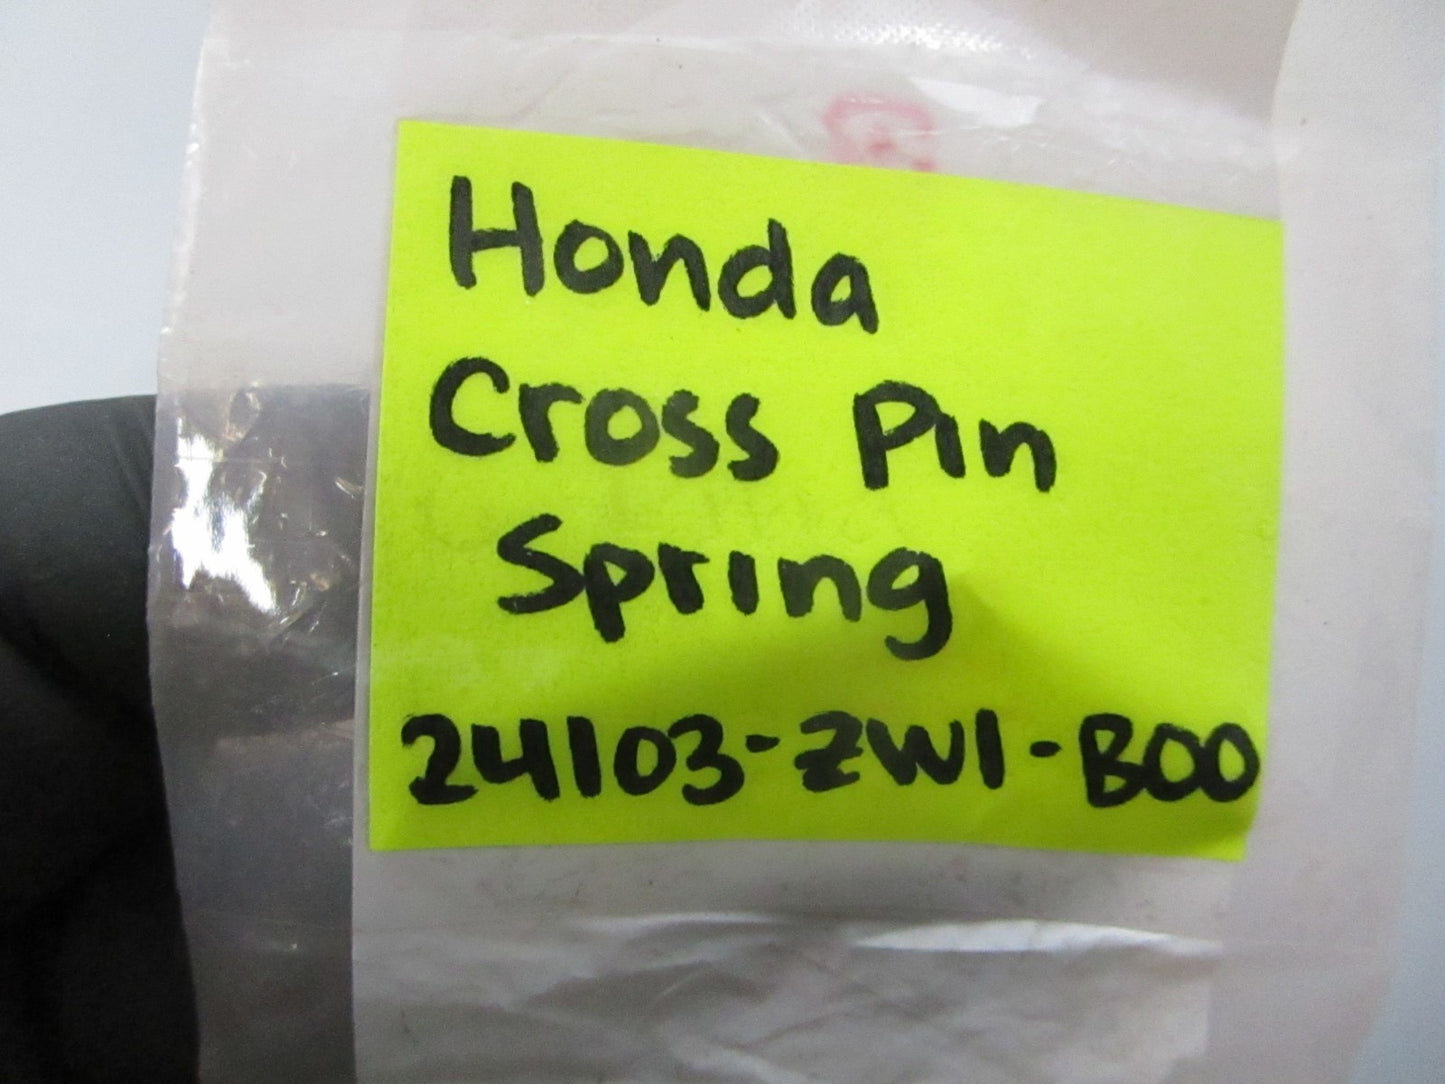 Honda
Cross Pin
Spring
24103-ZW1-B00